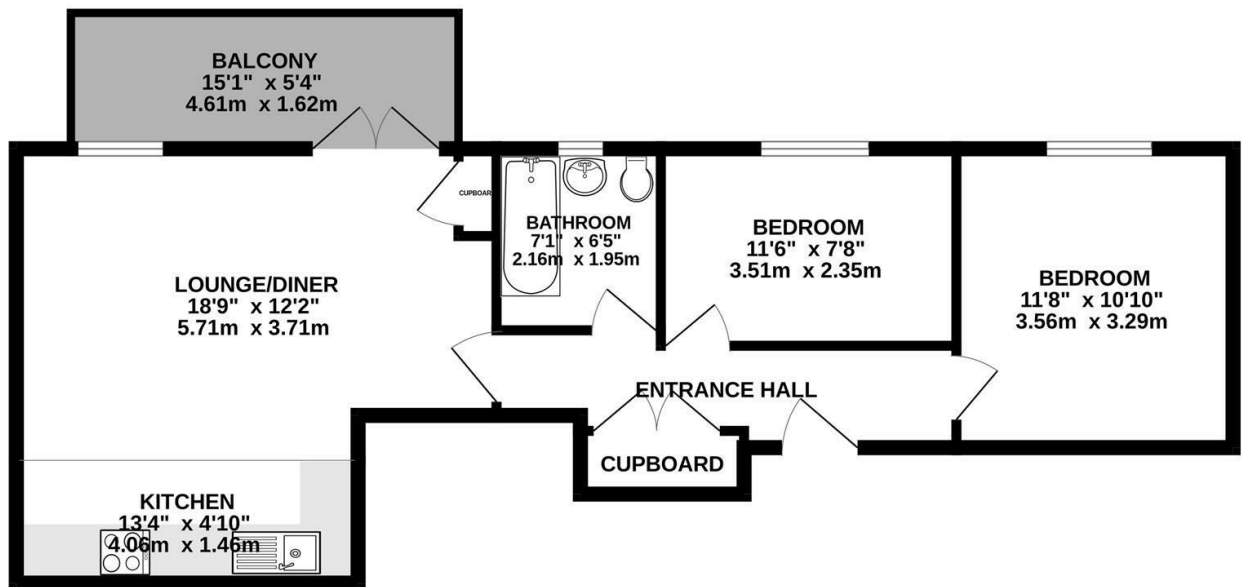 BALCONY
15'1" x 5'4"
4.61m x 1.62m
CUPBOAR
BATHROOM
7'1" x 6'5"
2.16m x 1.95m
BEDROOM
11'6" x 7'8"
3.51m x 2.35m
BEDROOM
11'8" x 10'10"
3.56m x 3.29m
LOUNGE/DINER
18'9" x 12'2"
5.71m x 3.71m
ENTRANCE HALL
CUPBOARD
KITCHEN
13'4" x 4'10"
4.06m x 1.46m